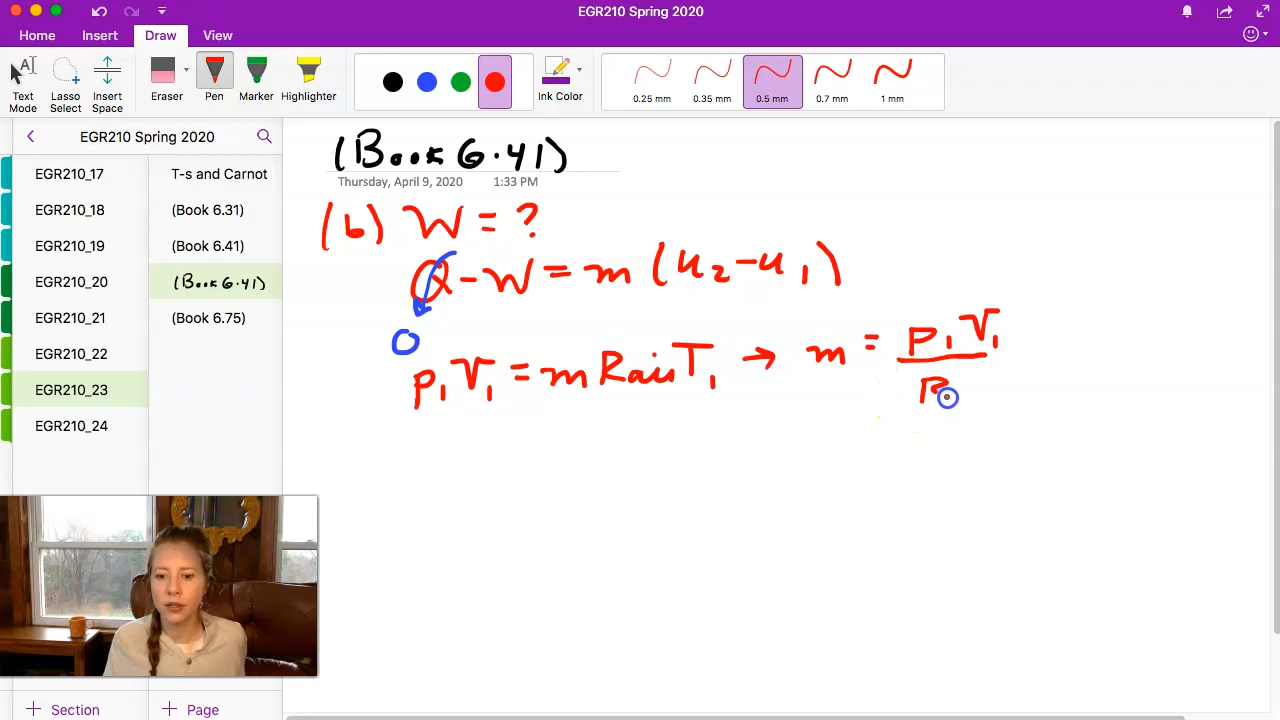 EGR210 Spring 2020
Home Insert Draw View
Text Mode
Lasso Select
Insert Space
Eraser
Pen
Marker
Highlighter
Ink Color
0.25 mm
0.35 mm
0.5 mm
0.7 mm
1 mm
EGR210 Spring 2020
EGR210_17
EGR210_18
EGR210_19
EGR210_20
EGR210_21
EGR210_22
EGR210_23
EGR210_24
T-s and Carnot
(Book 6.31)
(Book 6.41)
(Book 6.41)
(Book 6.75)
+ Section
+ Page
(Book 6.41)
Thursday, April 9, 2020 1:33 PM
(b) W = ?
Q - W = m (u₂ - u₁)
0
p₁V₁ = m Rair T₁ → m = p₁V₁ / R